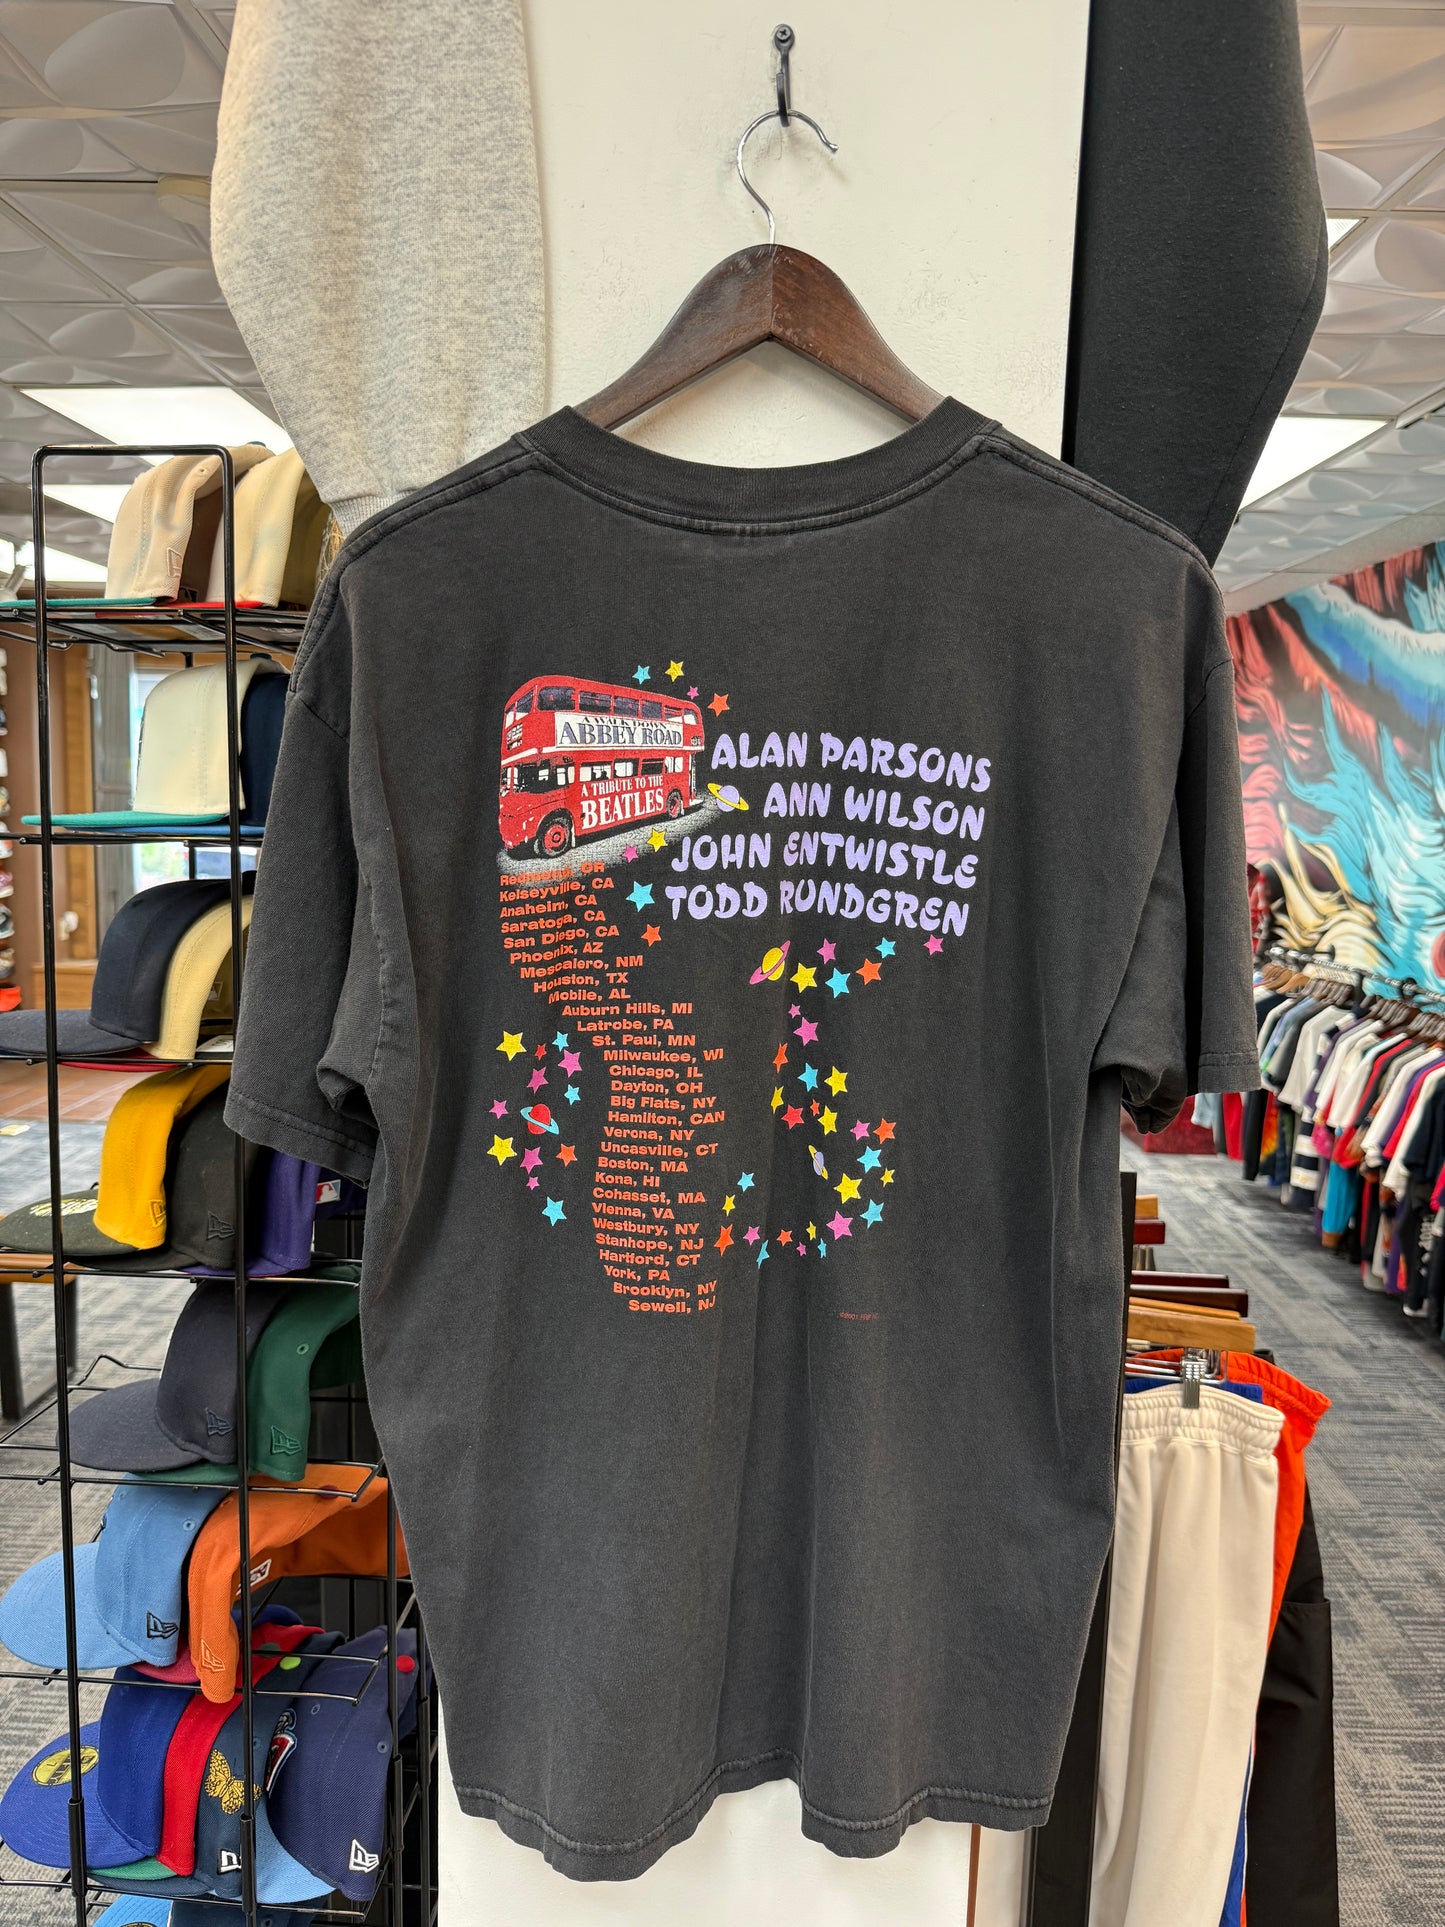 A WALK DOWN
ABBEY ROAD
A TRIBUTE TO THE
BEATLES
ALAN PARSONS
ANN WILSON
JOHN ENTWISTLE
TODD RUNDGREN
Redmond, OR
Kelseyville, CA
Anaheim, CA
Saratoga, CA
San Diego, CA
Phoenix, AZ
Mescalero, NM
Houston, TX
Mobile, AL
Auburn Hills, MI
Latrobe, PA
St. Paul, MN
Milwaukee, WI
Chicago, IL
Dayton, OH
Big Flats, NY
Hamilton, CAN
Verona, NY
Uncasville, CT
Boston, MA
Kona, HI
Cohasset, MA
Vienna, VA
Westbury, NY
Stanhope, NJ
Hartford, CT
York, PA
Brooklyn, NY
Sewell, NJ